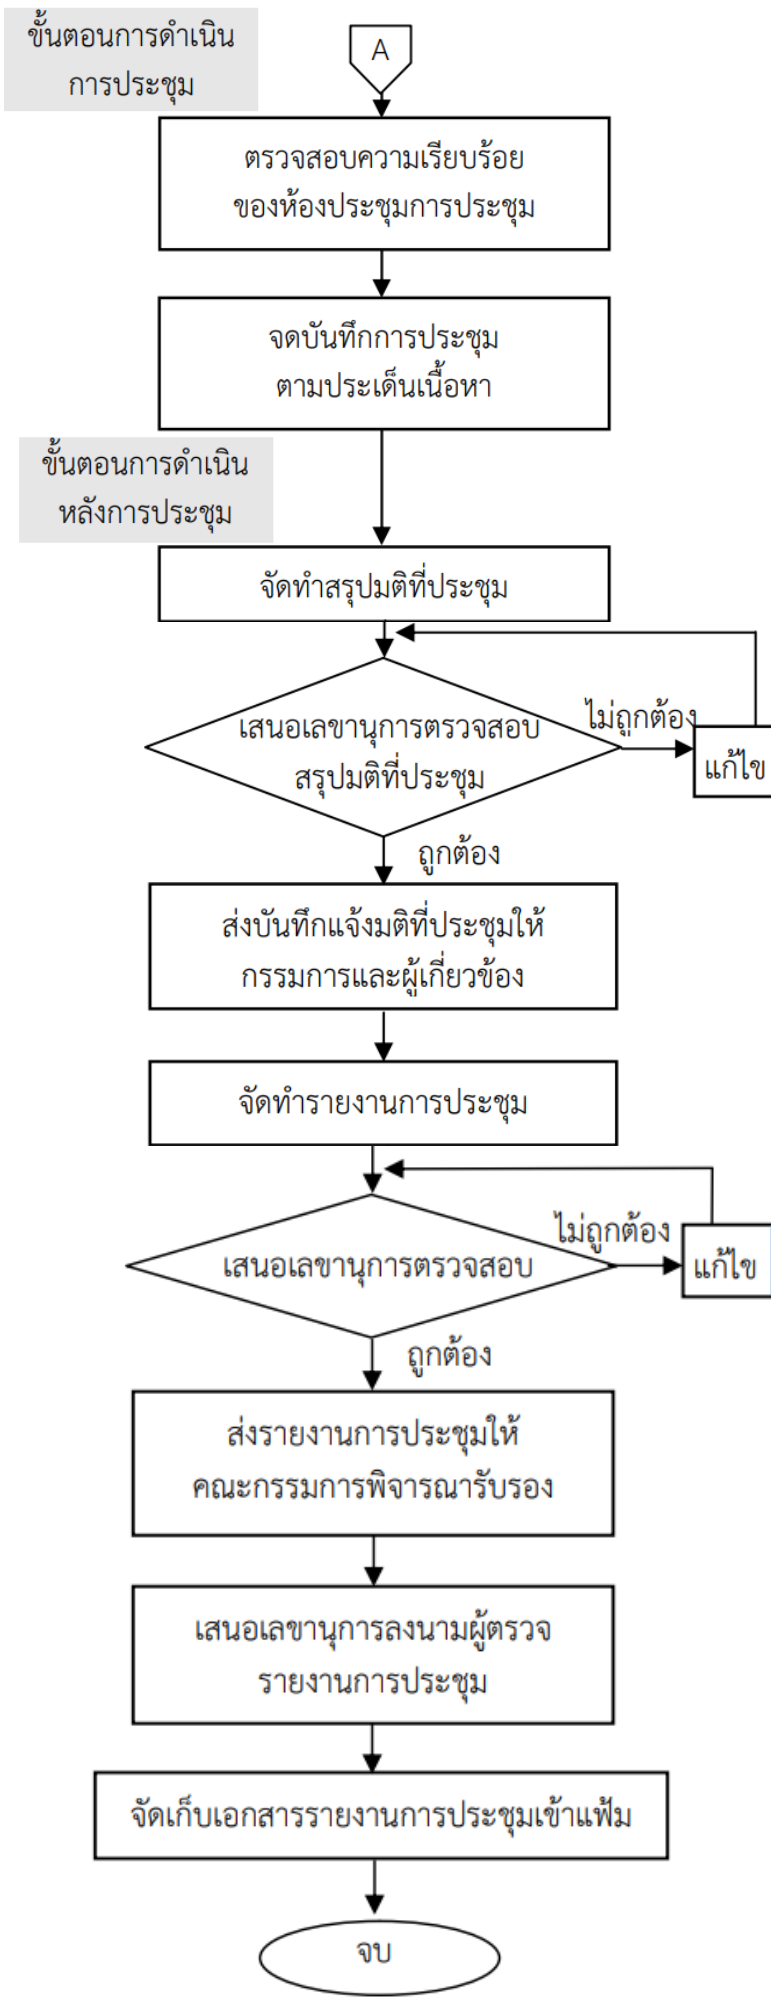 ขั้นตอนการดำเนิน
การประชุม
A
ตรวจสอบความเรียบร้อย
ของห้องประชุมการประชุม
จดบันทึกการประชุม
ตามประเด็นเนื้อหา
ขั้นตอนการดำเนิน
หลังการประชุม
จัดทำสรุปมติที่ประชุม
เสนอเลขานุการตรวจสอบ
สรุปมติที่ประชุม
ไม่ถูกต้อง
แก้ไข
ถูกต้อง
ส่งบันทึกแจ้งมติที่ประชุมให้
กรรมการและผู้เกี่ยวข้อง
จัดทำรายงานการประชุม
เสนอเลขานุการตรวจสอบ
ไม่ถูกต้อง
แก้ไข
ถูกต้อง
ส่งรายงานการประชุมให้
คณะกรรมการพิจารณารับรอง
เสนอเลขานุการลงนามผู้ตรวจ
รายงานการประชุม
จัดเก็บเอกสารรายงานการประชุมเข้าแฟ้ม
จบ